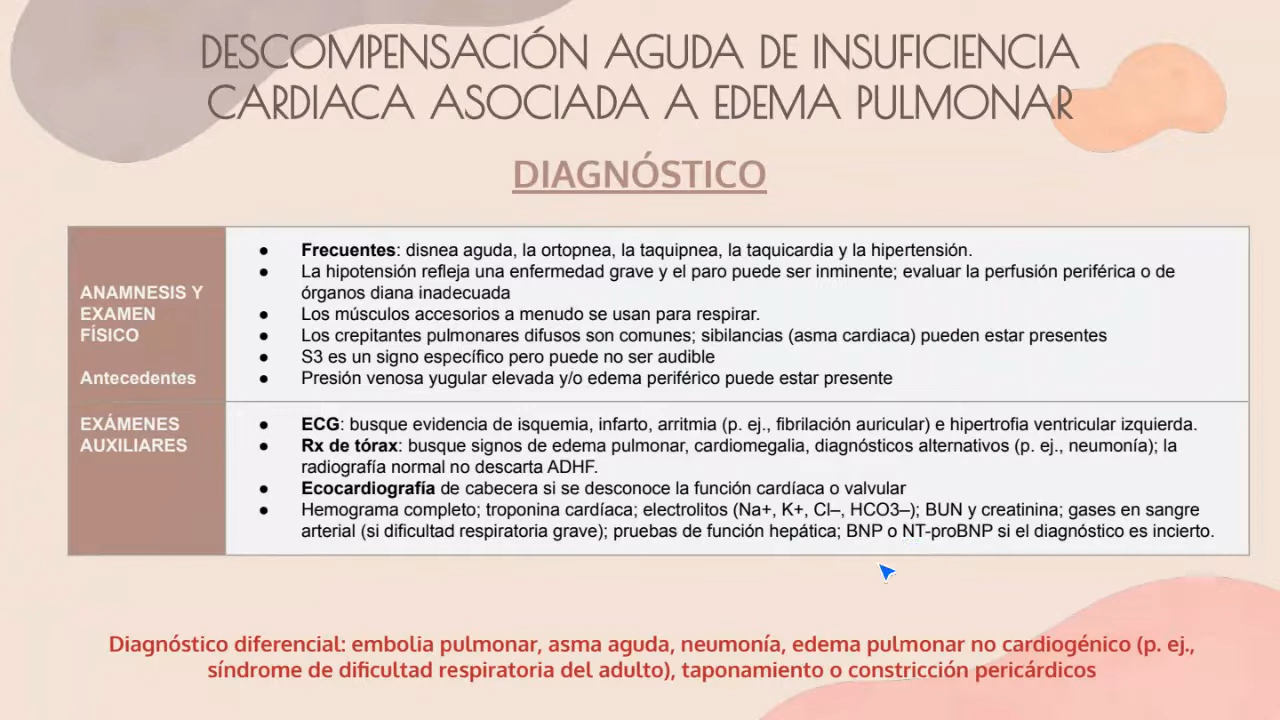 DESCOMPENSACIÓN AGUDA DE INSUFICIENCIA
CARDIACA ASOCIADA A EDEMA PULMONAR
DIAGNÓSTICO
ANAMNESIS Y
EXAMEN
FÍSICO
Antecedentes
● Frecuentes: disnea aguda, la ortopnea, la taquipnea, la taquicardia y la hipertensión.
● La hipotensión refleja una enfermedad grave y el paro puede ser inminente; evaluar la perfusión periférica o de
órganos diana inadecuada
● Los músculos accesorios a menudo se usan para respirar.
● Los crepitantes pulmonares difusos son comunes; sibilancias (asma cardiaca) pueden estar presentes
● S3 es un signo específico pero puede no ser audible
● Presión venosa yugular elevada y/o edema periférico puede estar presente
EXÁMENES
AUXILIARES
● ECG: busque evidencia de isquemia, infarto, arritmia (p. ej., fibrilación auricular) e hipertrofia ventricular izquierda.
● Rx de tórax: busque signos de edema pulmonar, cardiomegalia, diagnósticos alternativos (p. ej., neumonía); la
radiografía normal no descarta ADHF.
● Ecocardiografía de cabecera si se desconoce la función cardíaca o valvular
● Hemograma completo; troponina cardíaca; electrolitos (Na+, K+, Cl–, HCO3–); BUN y creatinina; gases en sangre
arterial (si dificultad respiratoria grave); pruebas de función hepática; BNP o NT-proBNP si el diagnóstico es incierto.
Diagnóstico diferencial: embolia pulmonar, asma aguda, neumonía, edema pulmonar no cardiogénico (p. ej.,
síndrome de dificultad respiratoria del adulto), taponamiento o constricción pericárdicos